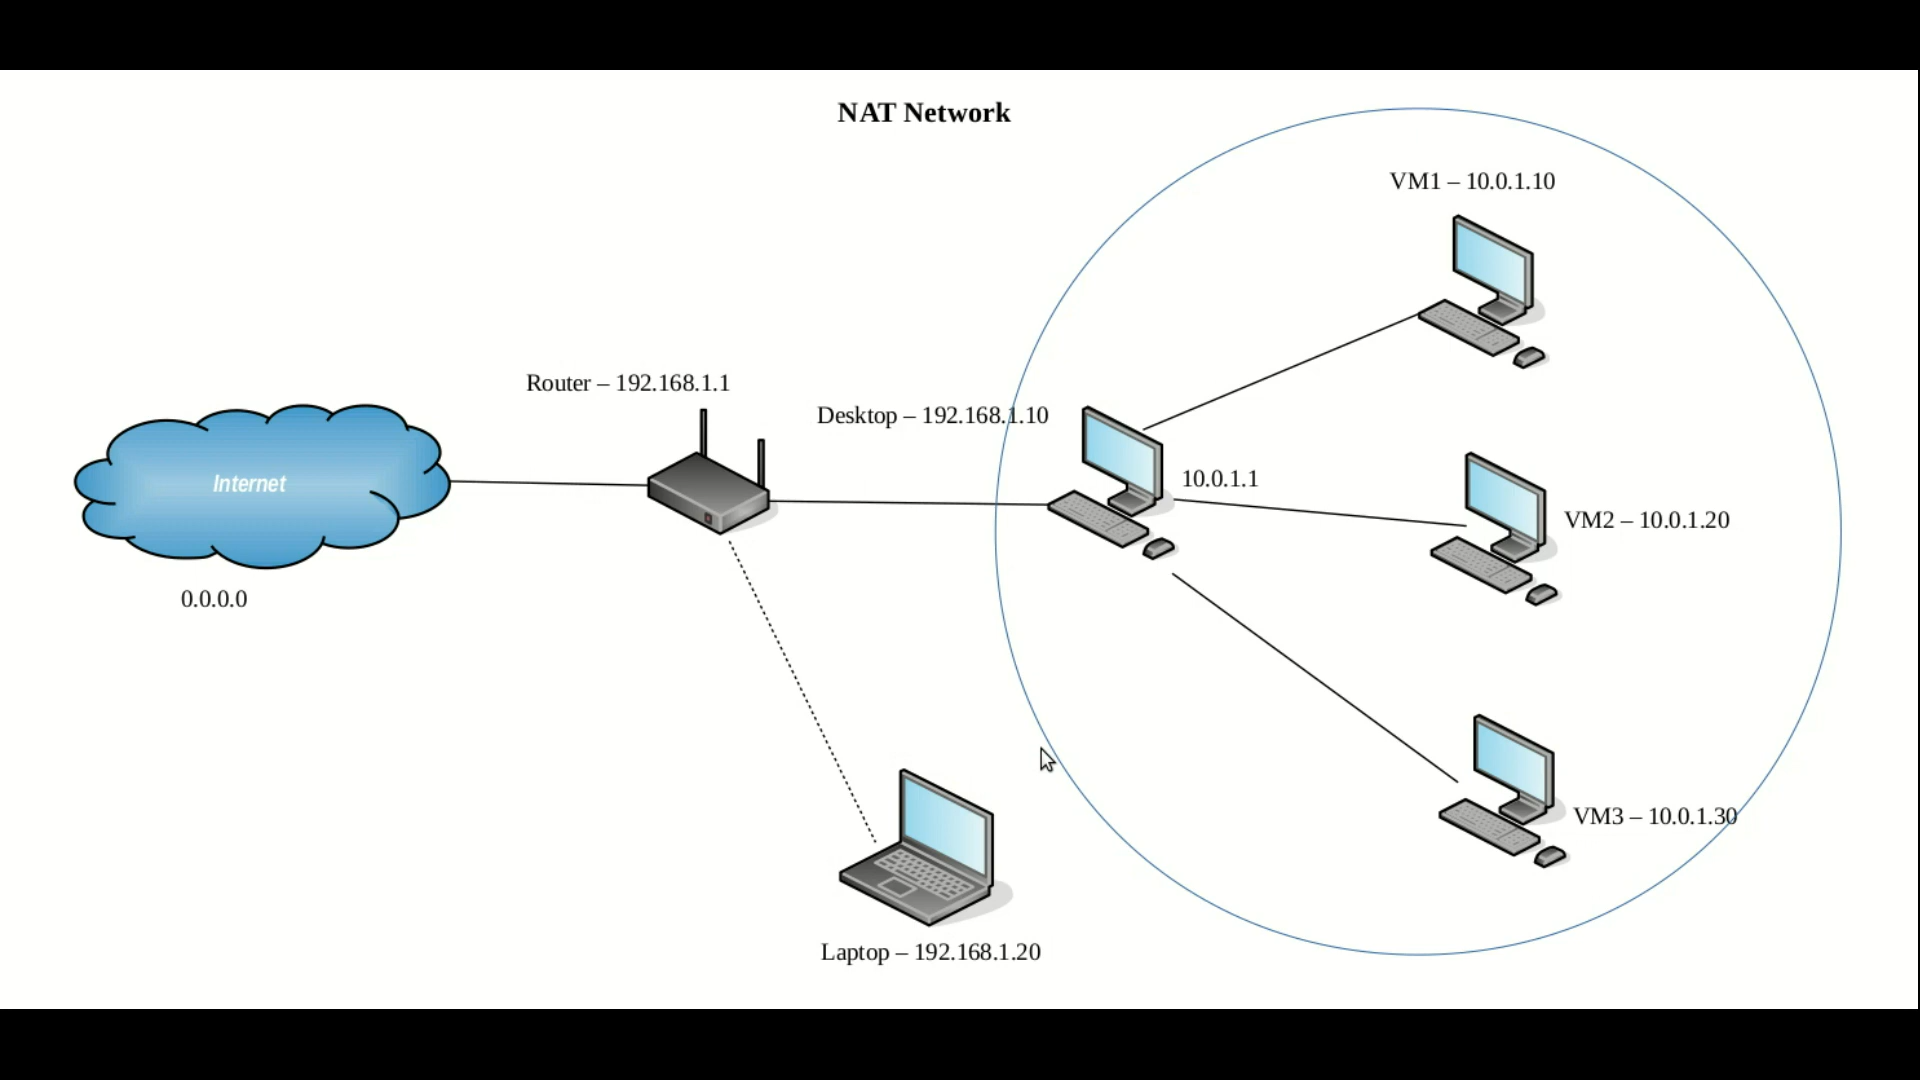 NAT Network
VM1 – 10.0.1.10
Router – 192.168.1.1
Desktop – 192.168.1.10
10.0.1.1
Internet
VM2 – 10.0.1.20
0.0.0.0
VM3 – 10.0.1.30
Laptop – 192.168.1.20